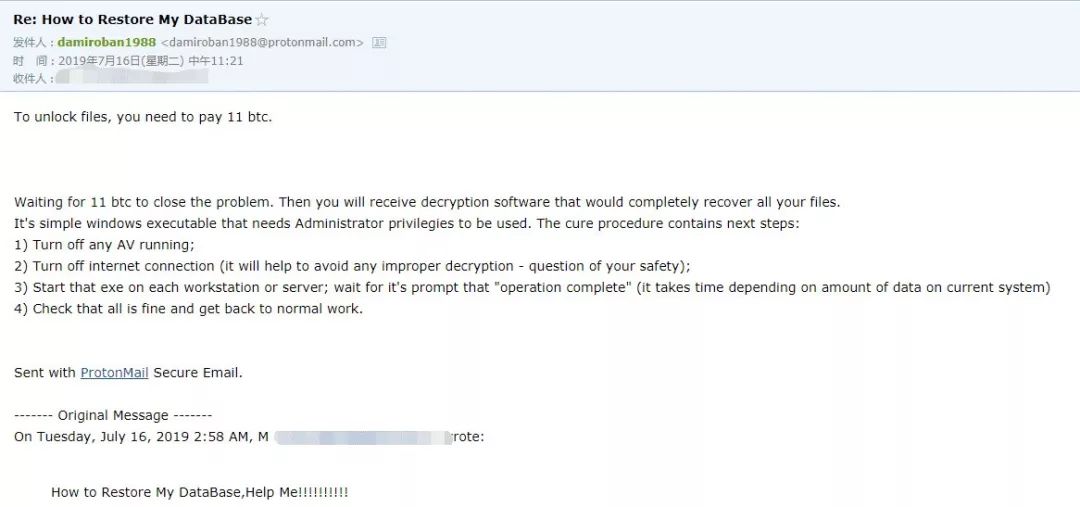 Re: How to Restore My DataBase☆
发件人：damiroban1988 <damiroban1988@protonmail.com>
时　间：2019年7月16日(星期二) 中午11:21
收件人：
To unlock files, you need to pay 11 btc.
Waiting for 11 btc to close the problem. Then you will receive decryption software that would completely recover all your files.
It's simple windows executable that needs Administrator privilegies to be used. The cure procedure contains next steps:
1) Turn off any AV running;
2) Turn off internet connection (it will help to avoid any improper decryption - question of your safety);
3) Start that exe on each workstation or server; wait for it's prompt that "operation complete" (it takes time depending on amount of data on current system)
4) Check that all is fine and get back to normal work.
Sent with ProtonMail Secure Email.
------- Original Message -------
On Tuesday, July 16, 2019 2:58 AM, M rote:
How to Restore My DataBase,Help Me!!!!!!!!!!